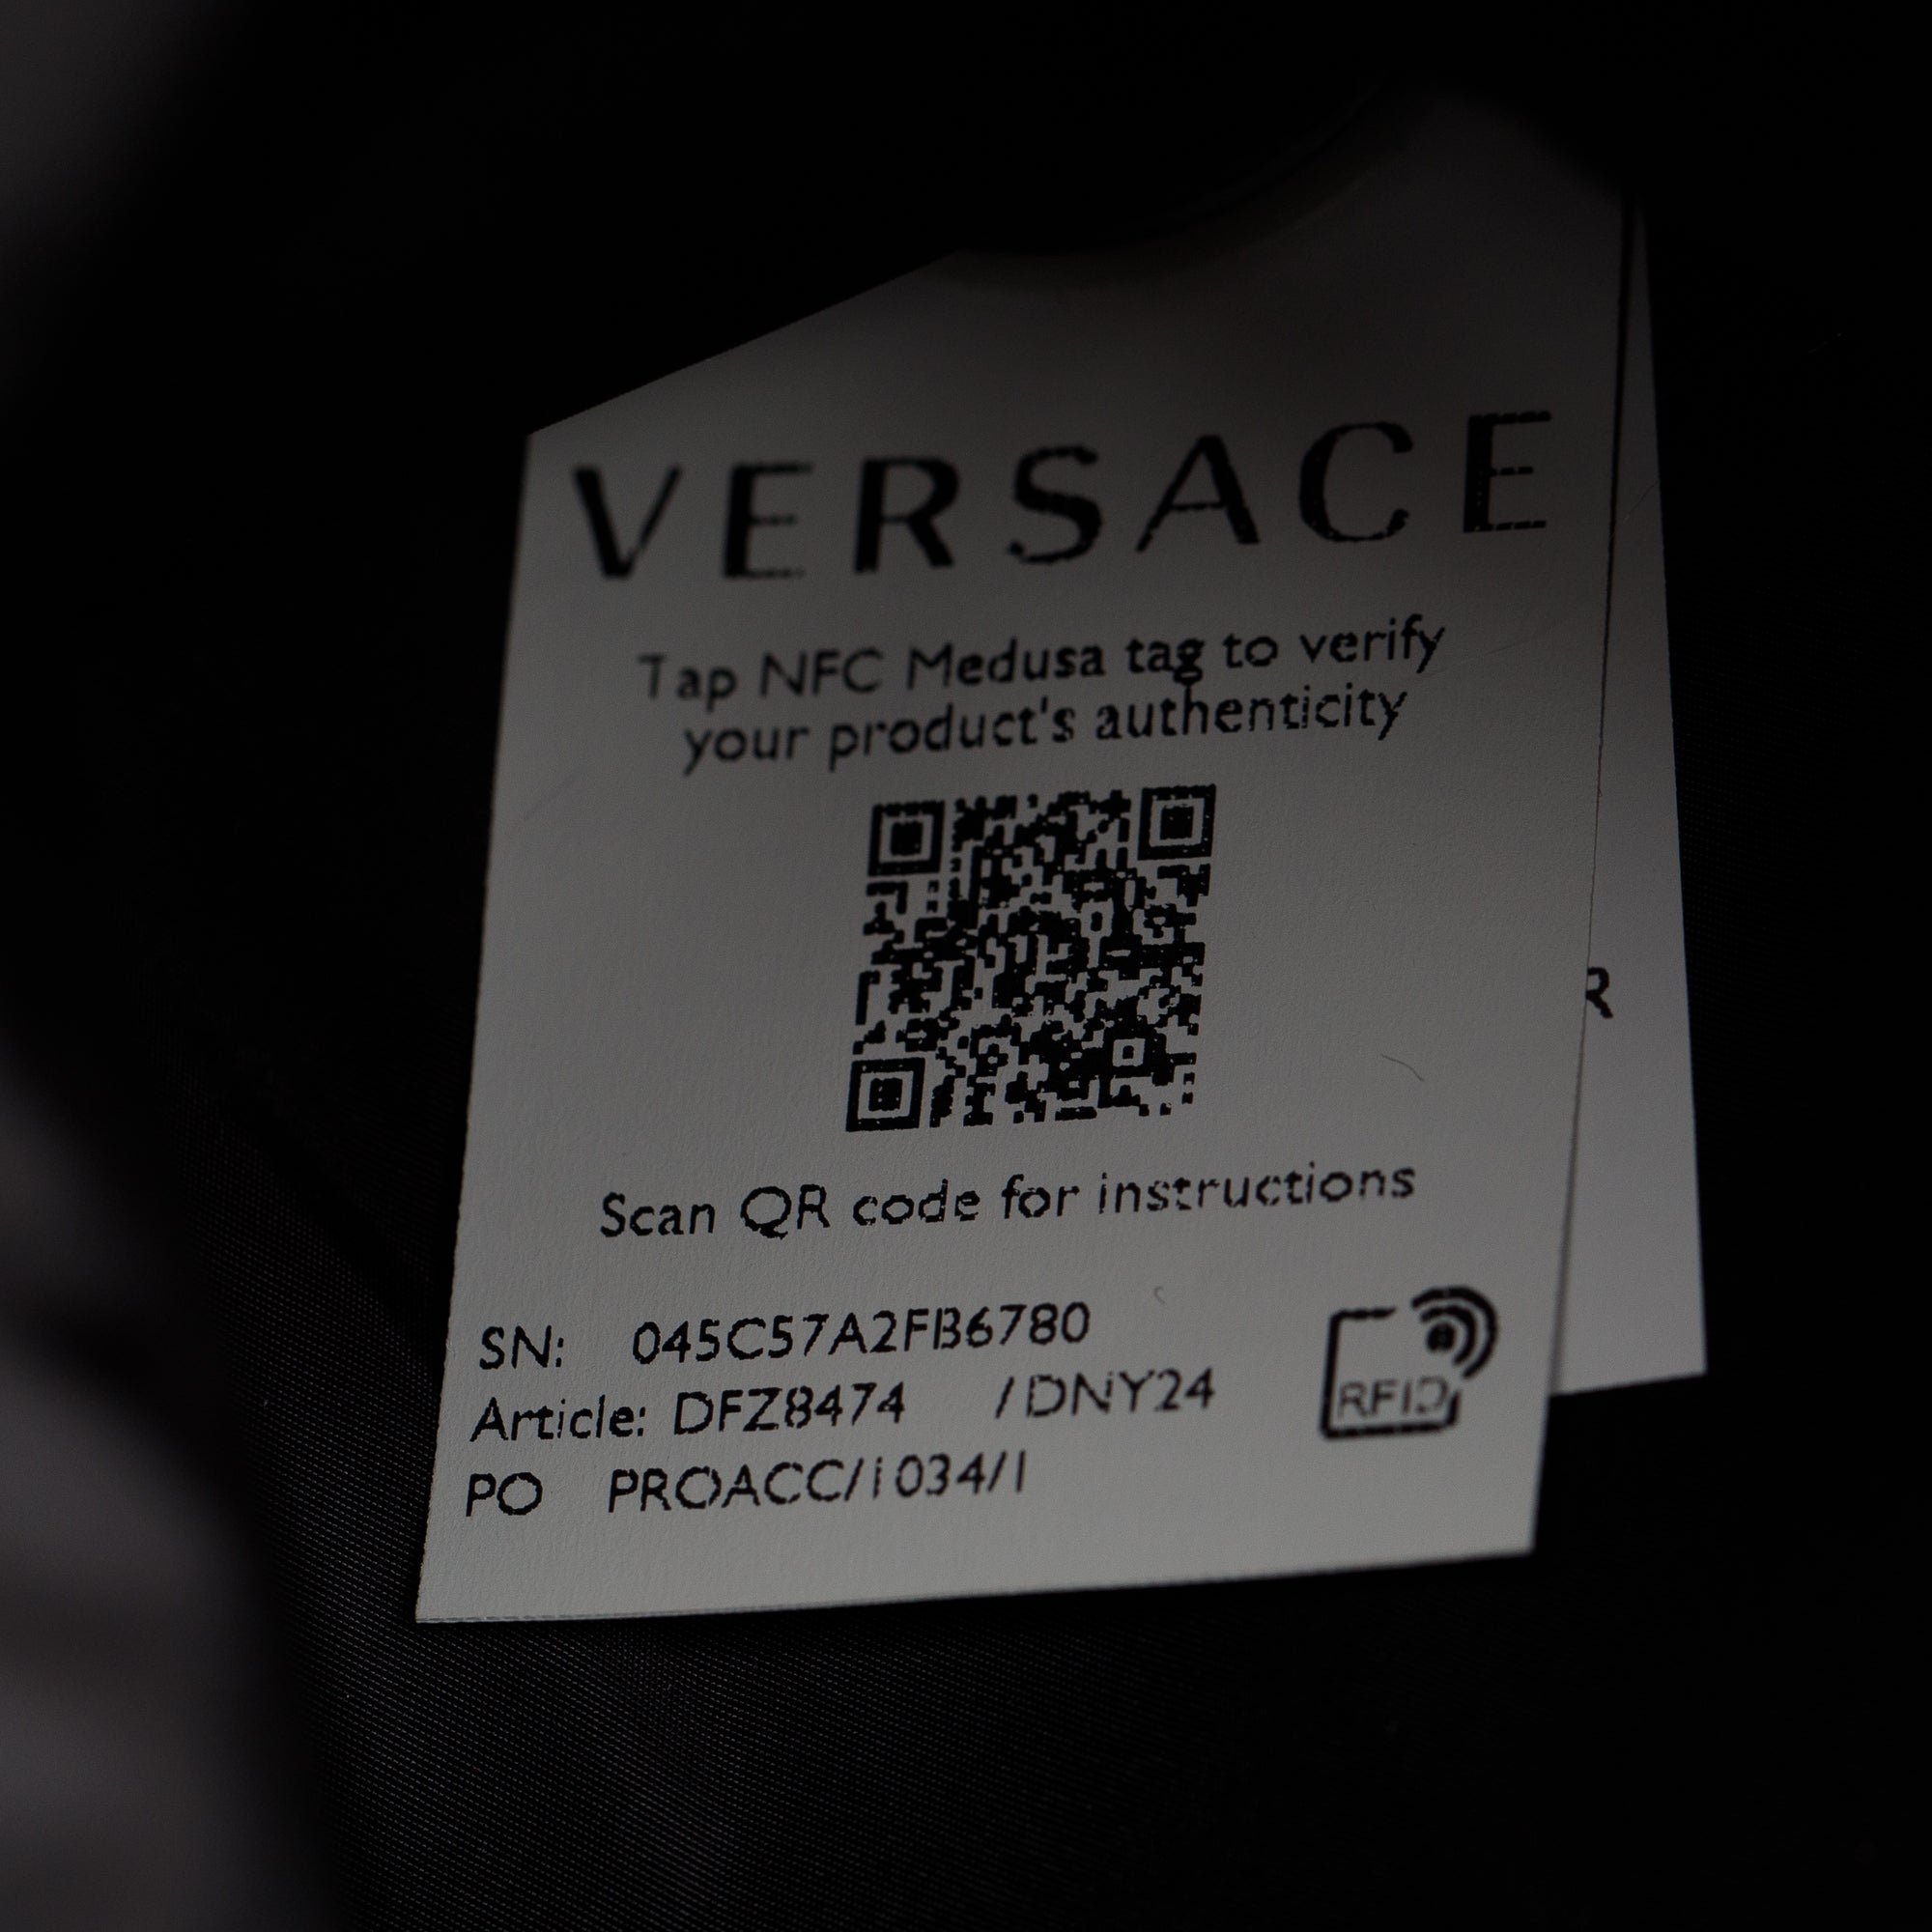 VERSACE
Tap NFC Medusa tag to verify
your product's authenticity
Scan QR code for instructions
SN: 045C57A2FB6780
Article: DFZ8474 /DNY24
RFID
PO PROACC/1034/1
R